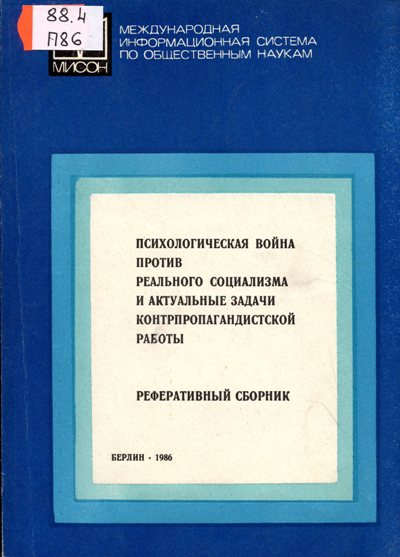 88.4
П86
МИСОН
МЕЖДУНАРОДНАЯ
ИНФОРМАЦИОННАЯ СИСТЕМА
ПО ОБЩЕСТВЕННЫМ НАУКАМ
ПСИХОЛОГИЧЕСКАЯ ВОЙНА
ПРОТИВ
РЕАЛЬНОГО СОЦИАЛИЗМА
И АКТУАЛЬНЫЕ ЗАДАЧИ
КОНТРПРОПАГАНДИСТСКОЙ
РАБОТЫ
РЕФЕРАТИВНЫЙ СБОРНИК
БЕРЛИН · 1986